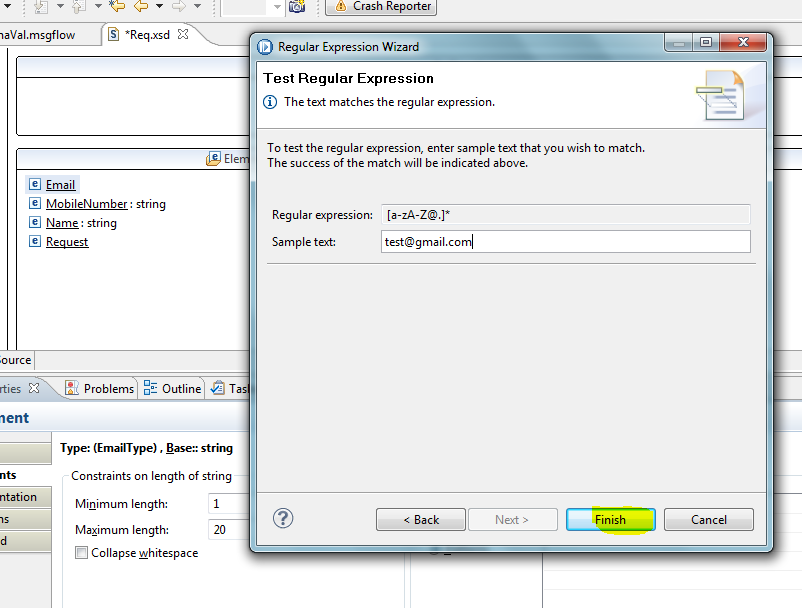 Crash Reporter
naVal.msgflow
*Req.xsd
Regular Expression Wizard
Test Regular Expression
The text matches the regular expression.
To test the regular expression, enter sample text that you wish to match.
The success of the match will be indicated above.
Elem
Email
MobileNumber : string
Name : string
Request
Regular expression: [a-zA-Z@.]*
Sample text: test@gmail.com
ource
rties
Problems
Outline
Task
nent
Type: (EmailType) , Base:: string
nts
Constraints on length of string
ntation
Minimum length: 1
ns
Maximum length: 20
d
Collapse whitespace
< Back
Next >
Finish
Cancel